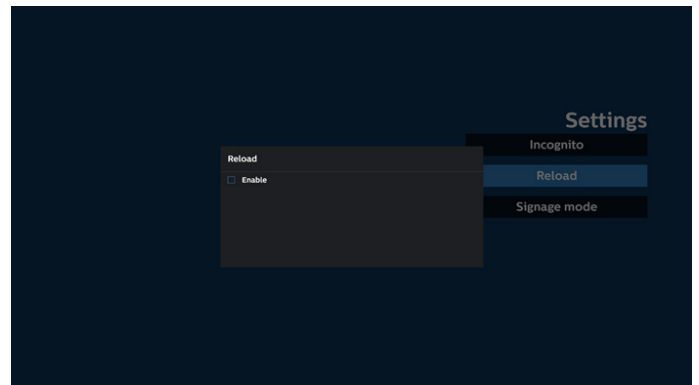 Settings
Incognito
Reload
Enable
Reload
Signage mode